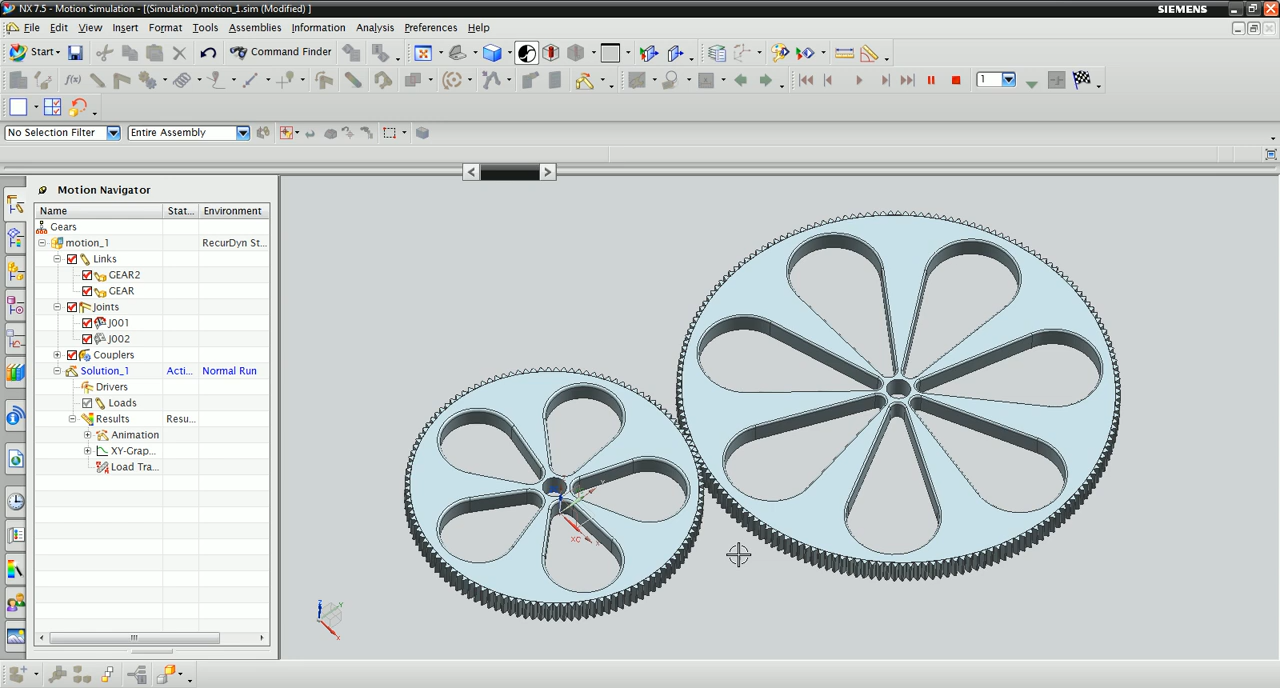 NX 7.5 - Motion Simulation - [(Simulation) motion_1.sim (Modified) ]
SIEMENS
File Edit View Insert Format Tools Assemblies Information Analysis Preferences Help
Start Command Finder
f(x)
1
No Selection Filter Entire Assembly
Motion Navigator
Name Stat... Environment
Gears
motion_1 RecurDyn St...
Links
GEAR2
GEAR
Joints
J001
J002
Couplers
Solution_1 Acti... Normal Run
Drivers
Loads
Results Resu...
Animation
XY-Grap...
Load Tra...
XC